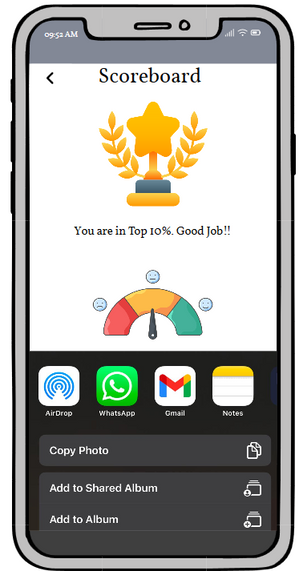 09:52 AM
Scoreboard
You are in Top 10%. Good Job!!
AirDrop WhatsApp Gmail Notes
Copy Photo
Add to Shared Album
Add to Album